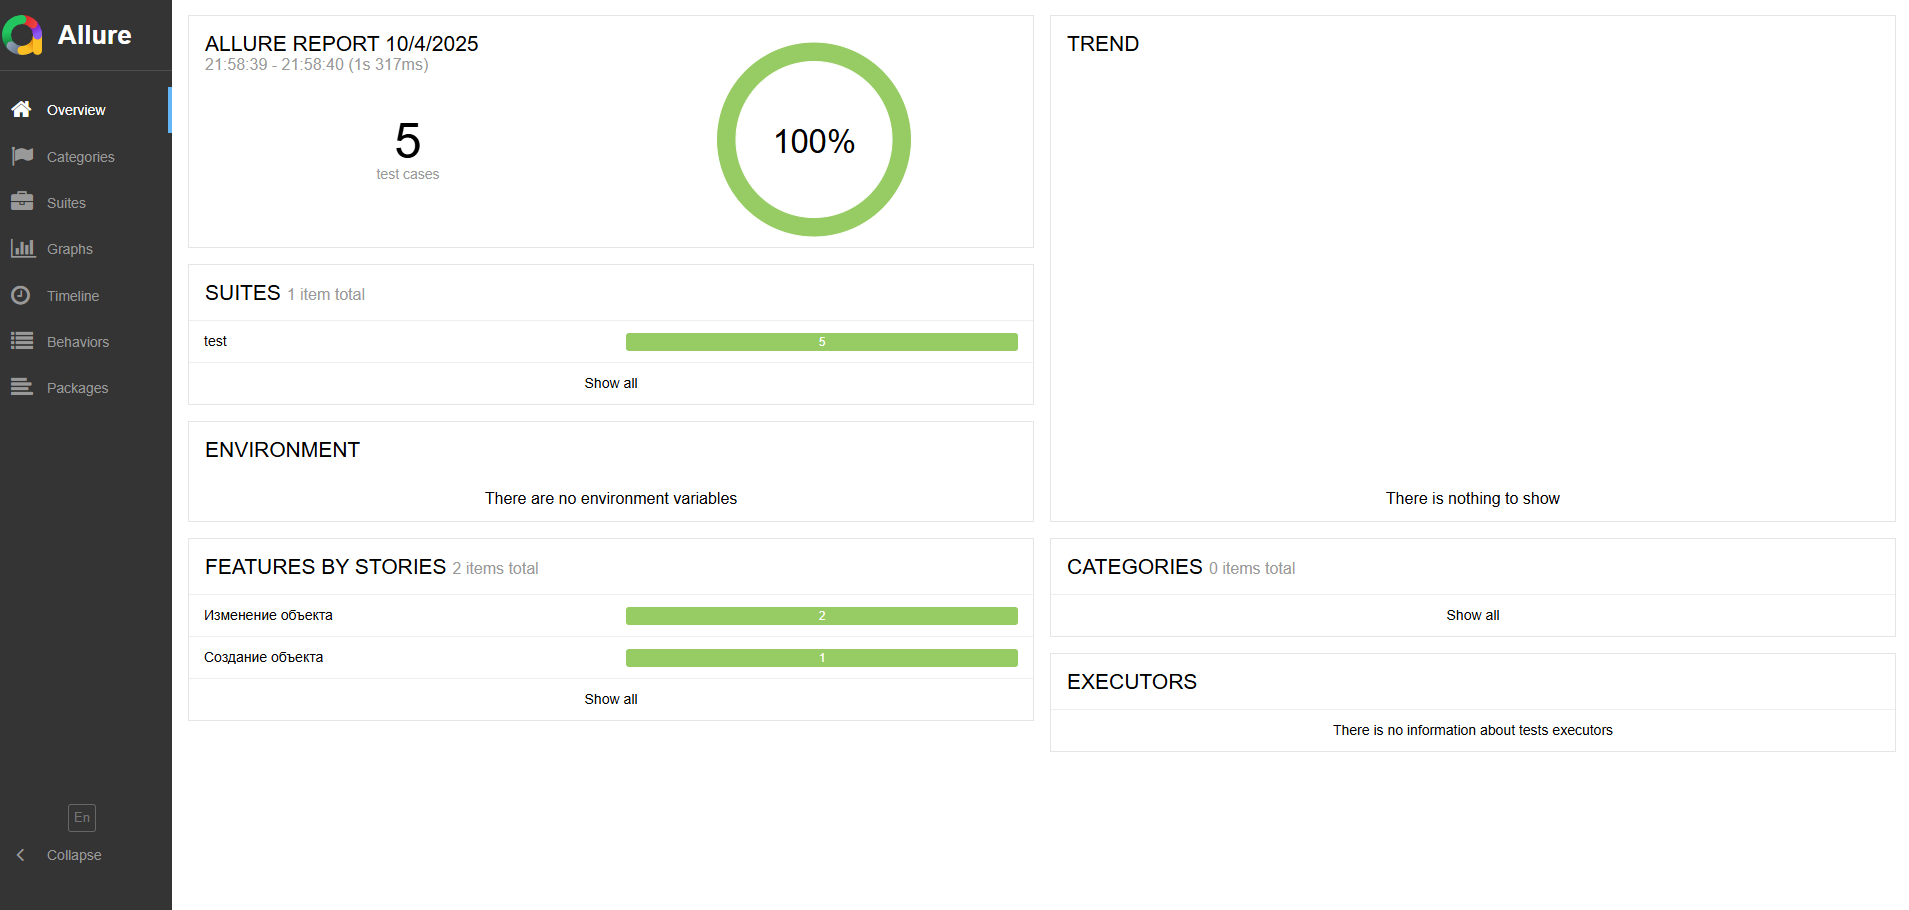 Allure
Overview
Categories
Suites
Graphs
Timeline
Behaviors
Packages
En
Collapse
ALLURE REPORT 10/4/2025
21:58:39 - 21:58:40 (1s 317ms)
5
test cases
100%
SUITES 1 item total
test 5
Show all
ENVIRONMENT
There are no environment variables
FEATURES BY STORIES 2 items total
Изменение объекта 2
Создание объекта 1
Show all
TREND
There is nothing to show
CATEGORIES 0 items total
Show all
EXECUTORS
There is no information about tests executors